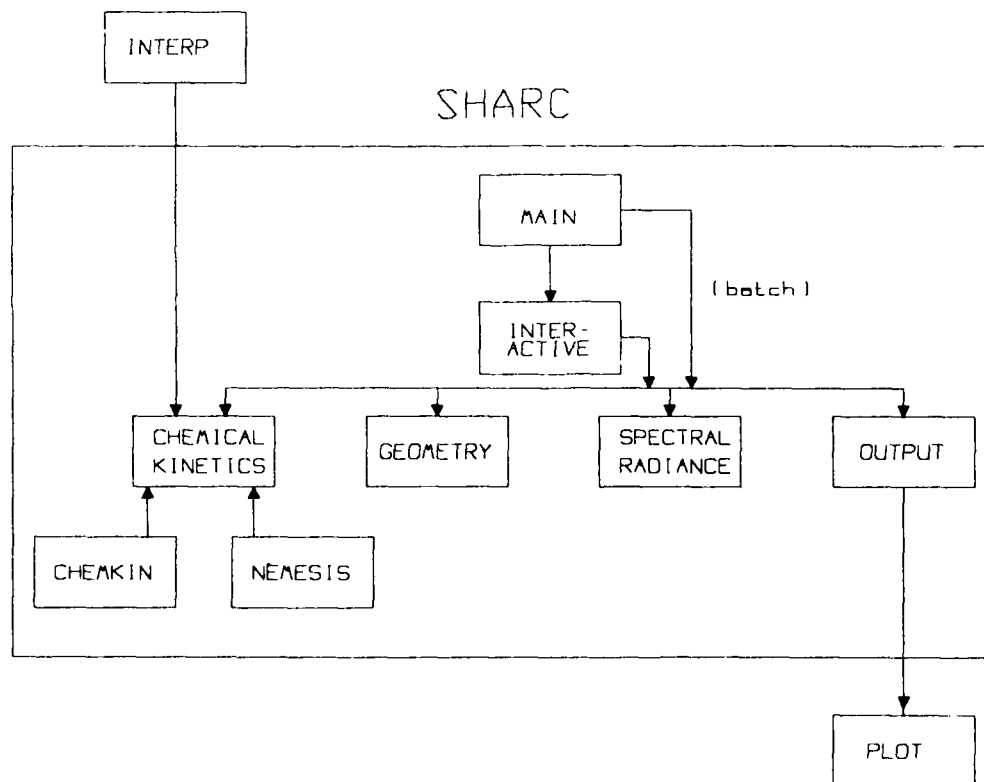 INTERP
SHARC
MAIN
(batch)
INTER-
ACTIVE
CHEMICAL
KINETICS
GEOMETRY
SPECTRAL
RADIANCE
OUTPUT
CHEMKIN
NEMESIS
PLOT